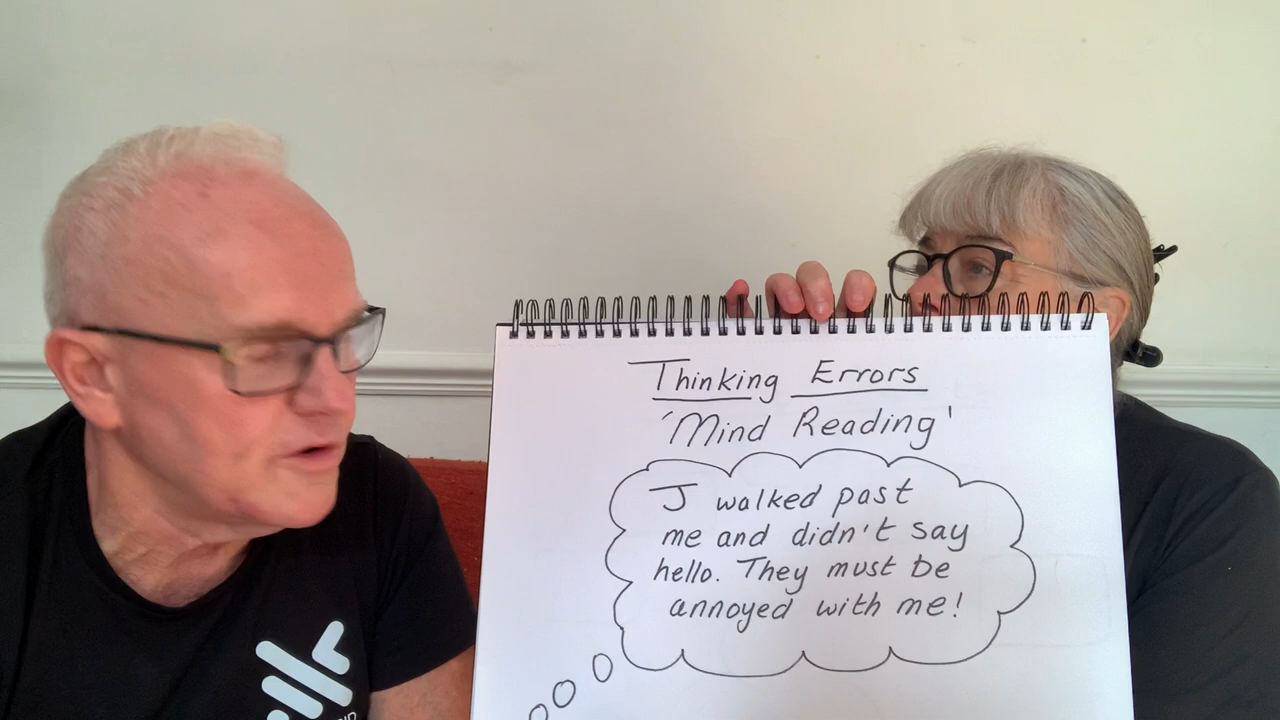 Thinking Errors
'Mind Reading'
J walked past
me and didn't say
hello. They must be
annoyed with me!